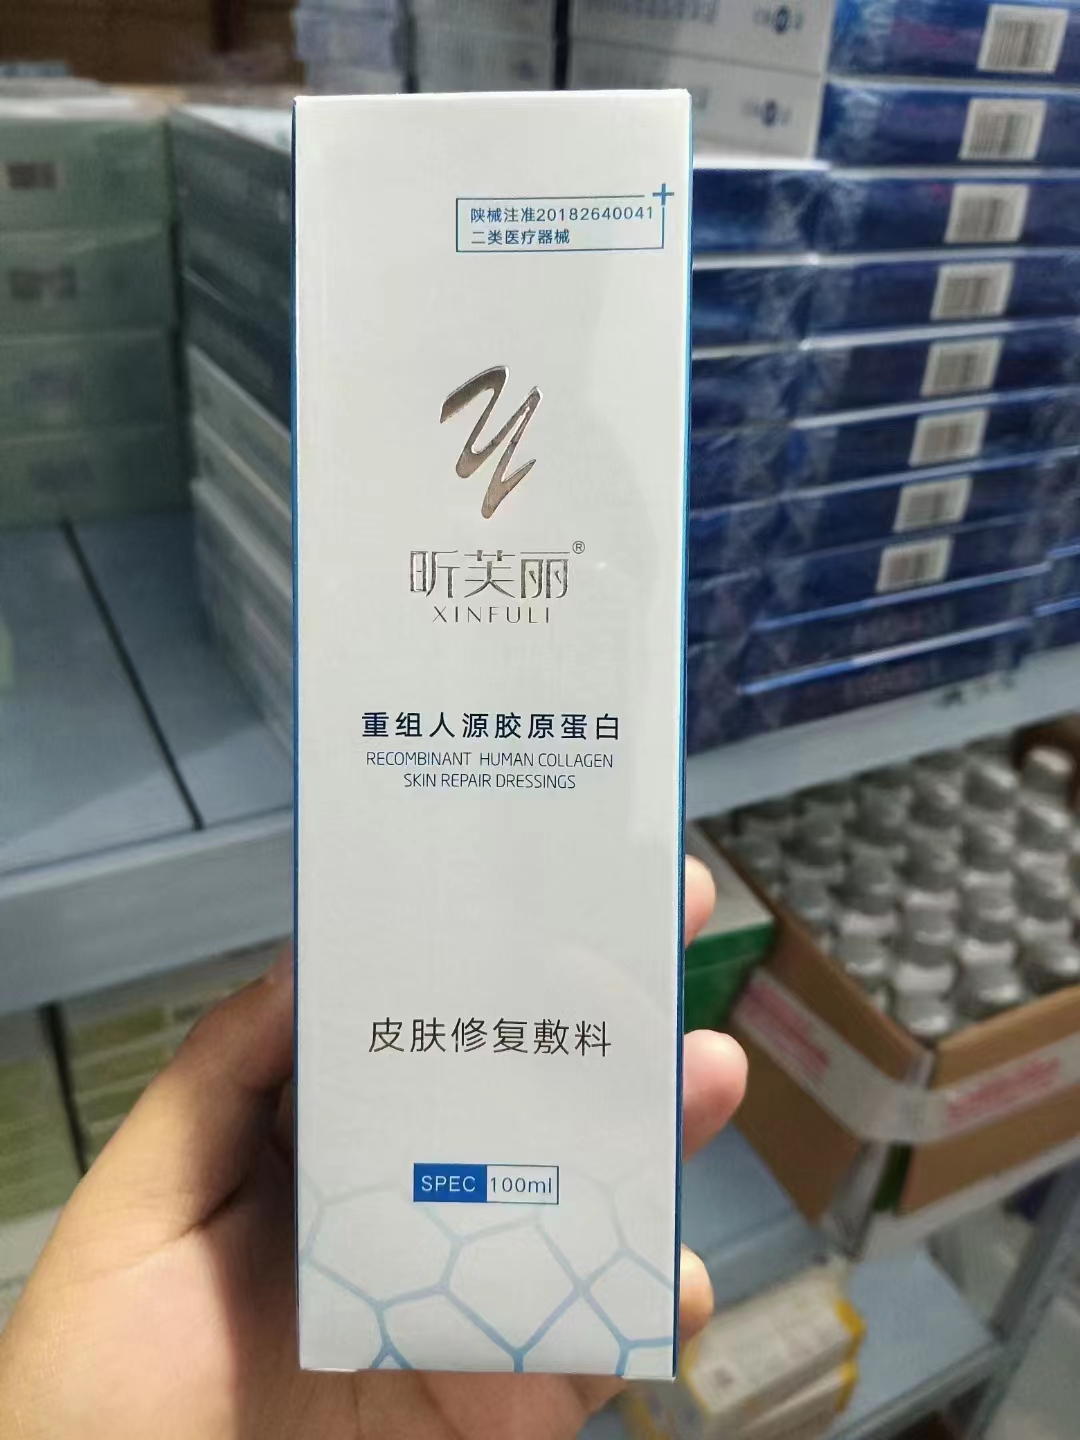 陕械注准20182640041
二类医疗器械
昕芙丽®
XINFULI
重组人源胶原蛋白
RECOMBINANT HUMAN COLLAGEN
SKIN REPAIR DRESSINGS
皮肤修复敷料
SPEC 100ml